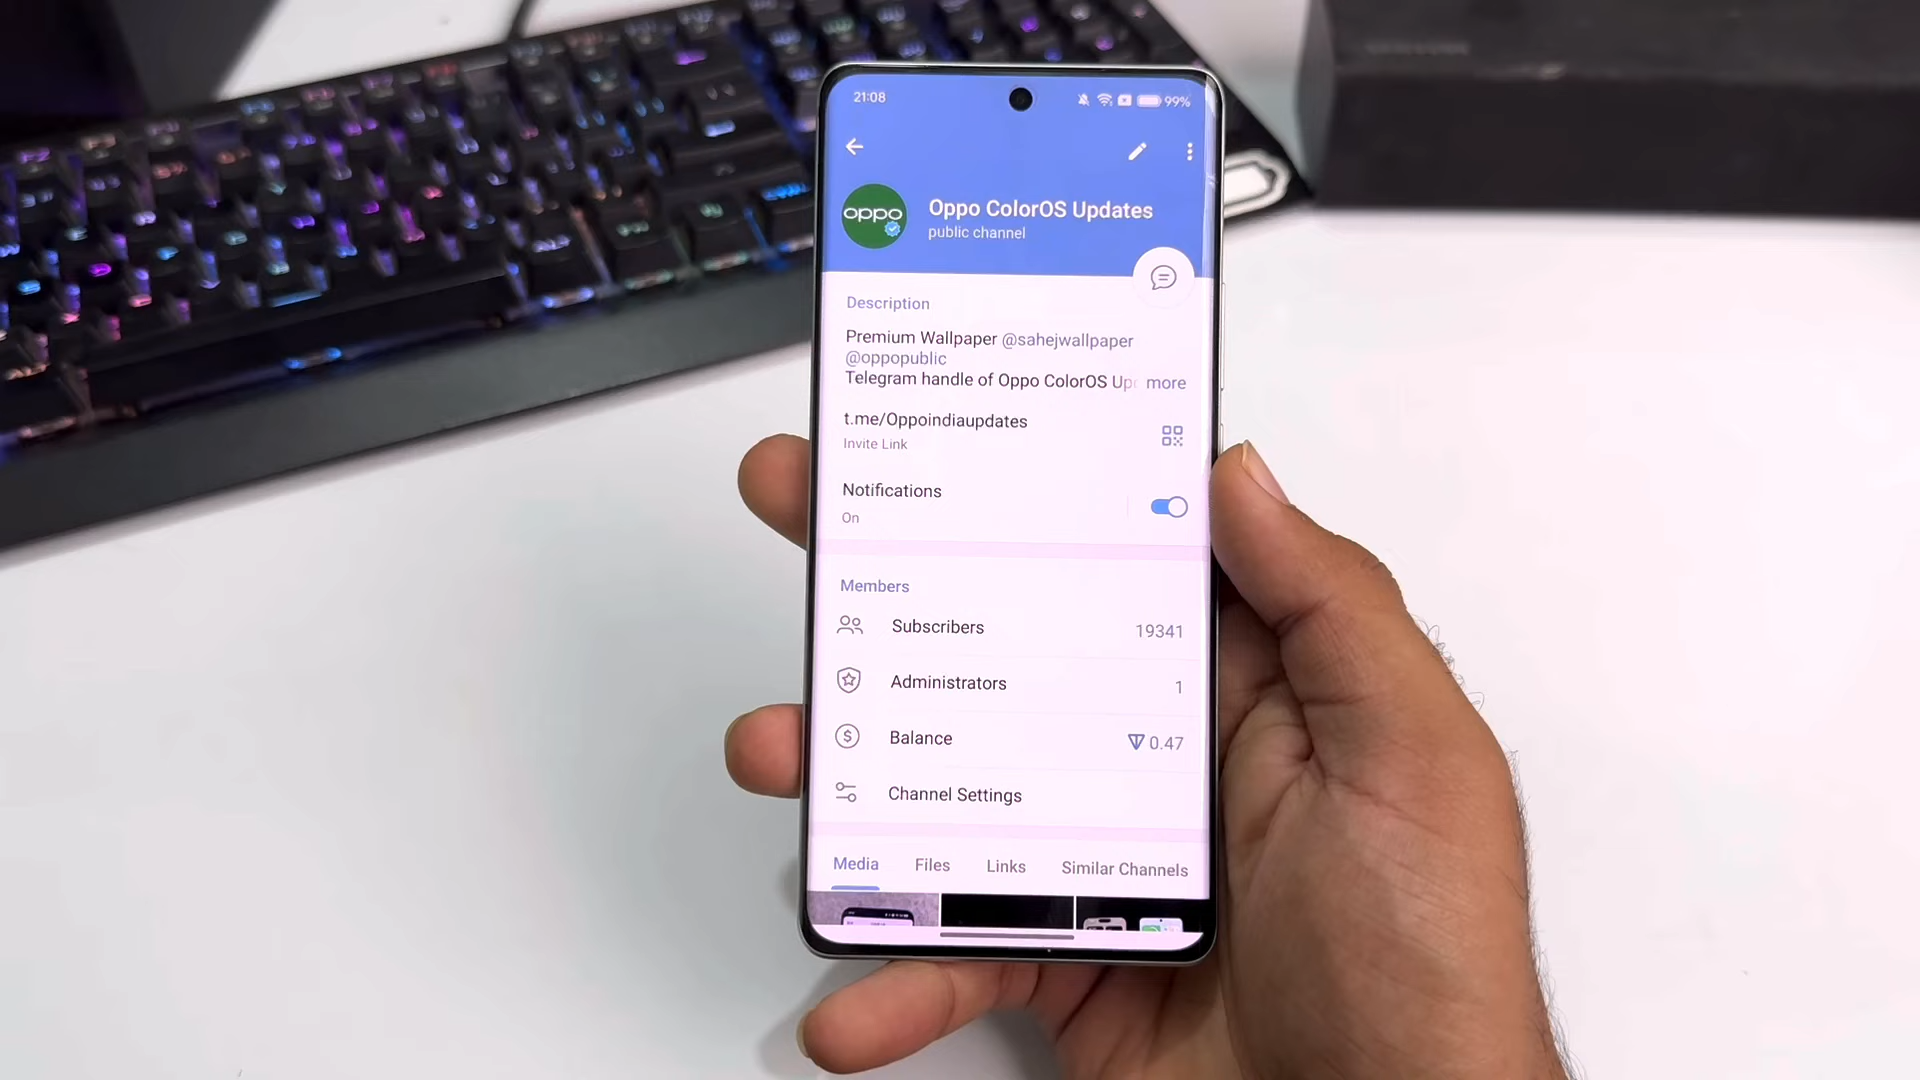 21:08
99%
oppo
Oppo ColorOS Updates
public channel
Description
Premium Wallpaper @sahejwallpaper
@oppopublic
Telegram handle of Oppo ColorOS Up
more
t.me/Oppoindiaupdates
Invite Link
Notifications
On
Members
Subscribers 19341
Administrators 1
Balance 0.47
Channel Settings
Media Files Links Similar Channels